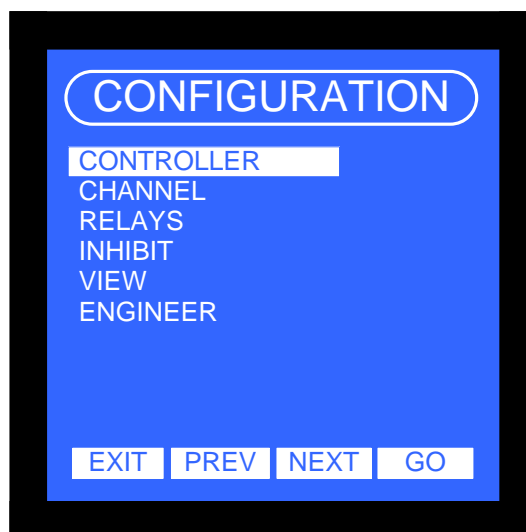 CONFIGURATION
CONTROLLER
CHANNEL
RELAYS
INHIBIT
VIEW
ENGINEER
EXIT PREV NEXT GO